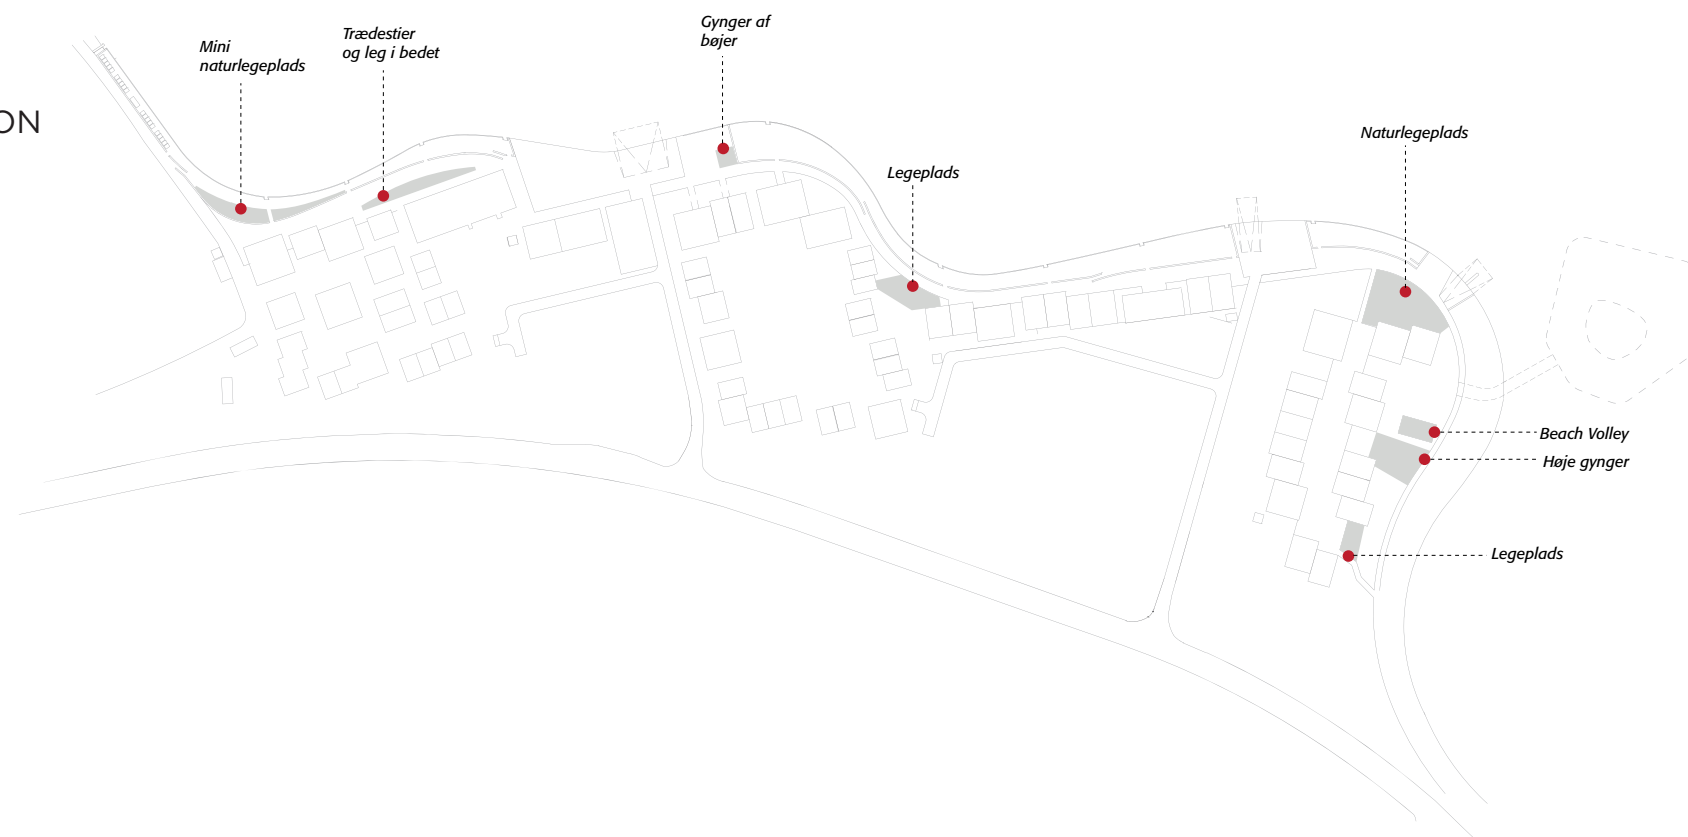 Mini
naturlegeplads
Trædestier
og leg i bedet
Gynger af
bøjer
ON
Legeplads
Naturlegeplads
Beach Volley
Høje gynger
Legeplads